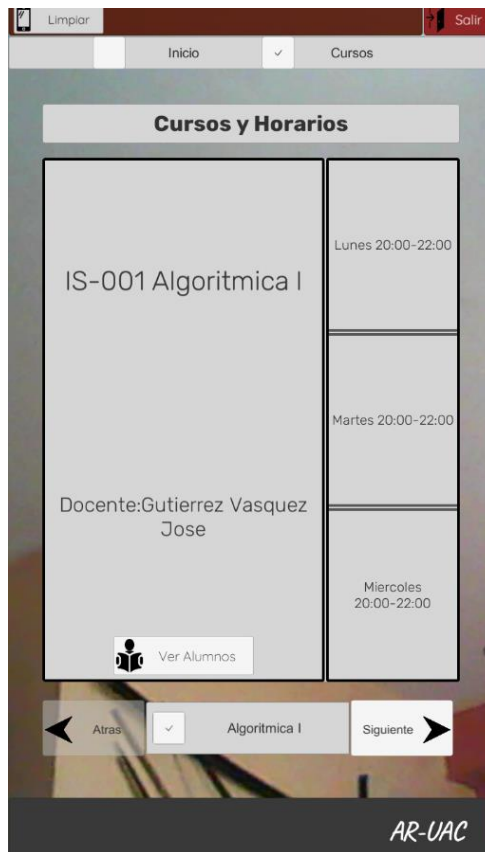 Limpiar
Salir
Inicio
Cursos
Cursos y Horarios
IS-001 Algoritmica I
Docente:Gutierrez Vasquez
Jose
Ver Alumnos
Lunes 20:00-22:00
Martes 20:00-22:00
Miercoles
20:00-22:00
Atras
Algoritmica I
Siguiente
AR-UAC